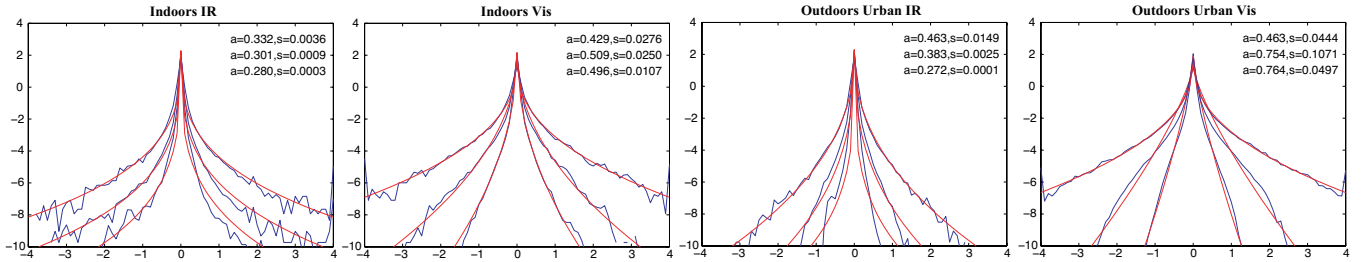 Indoors IR
4
2
0
−2
−4
−6
−8
−10
−4 −3 −2 −1 0 1 2 3 4
a=0.332,s=0.0036
a=0.301,s=0.0009
a=0.280,s=0.0003
Indoors Vis
4
2
0
−2
−4
−6
−8
−10
−4 −3 −2 −1 0 1 2 3 4
a=0.429,s=0.0276
a=0.509,s=0.0250
a=0.496,s=0.0107
Outdoors Urban IR
4
2
0
−2
−4
−6
−8
−10
−4 −3 −2 −1 0 1 2 3 4
a=0.463,s=0.0149
a=0.383,s=0.0025
a=0.272,s=0.0001
Outdoors Urban Vis
4
2
0
−2
−4
−6
−8
−10
−4 −3 −2 −1 0 1 2 3 4
a=0.463,s=0.0444
a=0.754,s=0.1071
a=0.764,s=0.0497